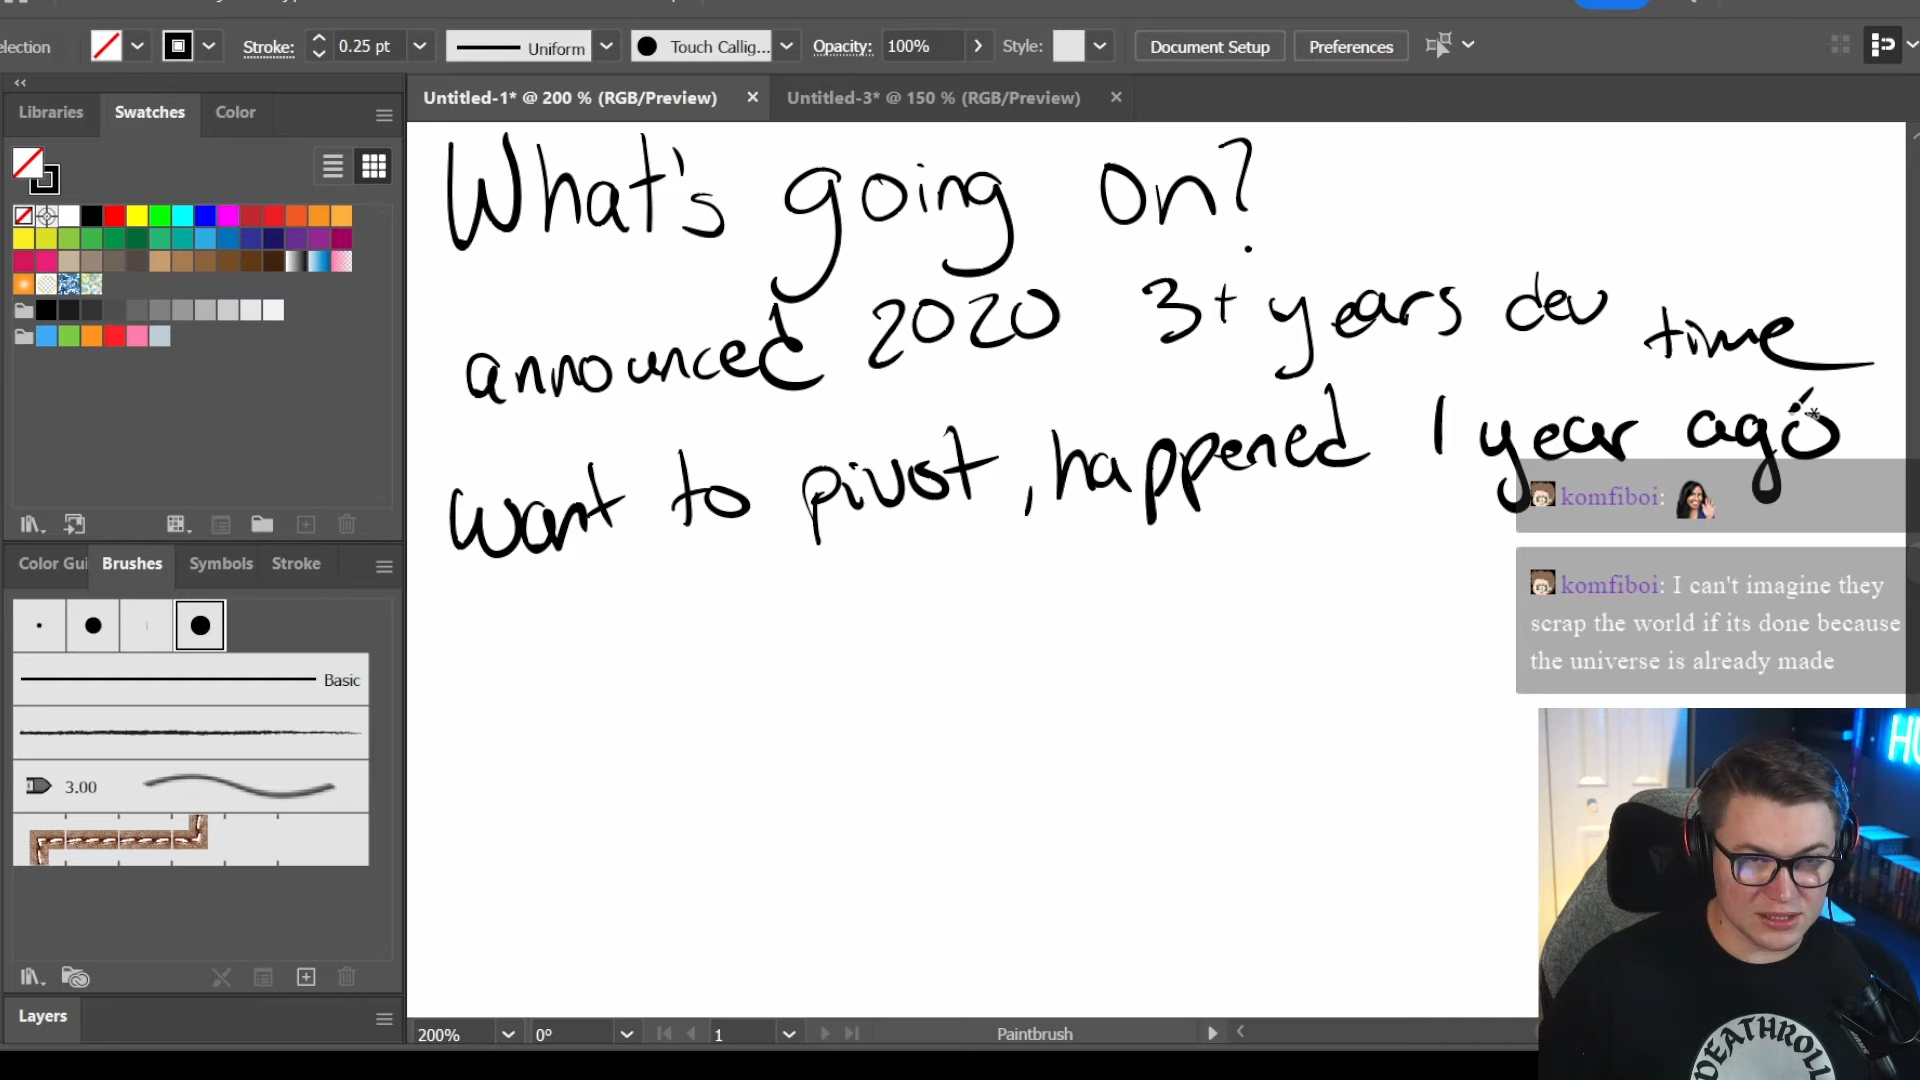 election
Stroke:
0.25 pt
Uniform
Touch Callig...
Opacity:
100%
Style:
Document Setup
Preferences
Untitled-1* @ 200 % (RGB/Preview)
Untitled-3* @ 150 % (RGB/Preview)
Libraries
Swatches
Color
What's going on?
announced 2020 3+ years dev time
want to pivot, happened 1 year ago
komfiboi:
komfiboi: I can't imagine they
scrap the world if its done because
the universe is already made
Color Gui
Brushes
Symbols
Stroke
Basic
3.00
Layers
200%
0°
1
Paintbrush
DEATHROLL